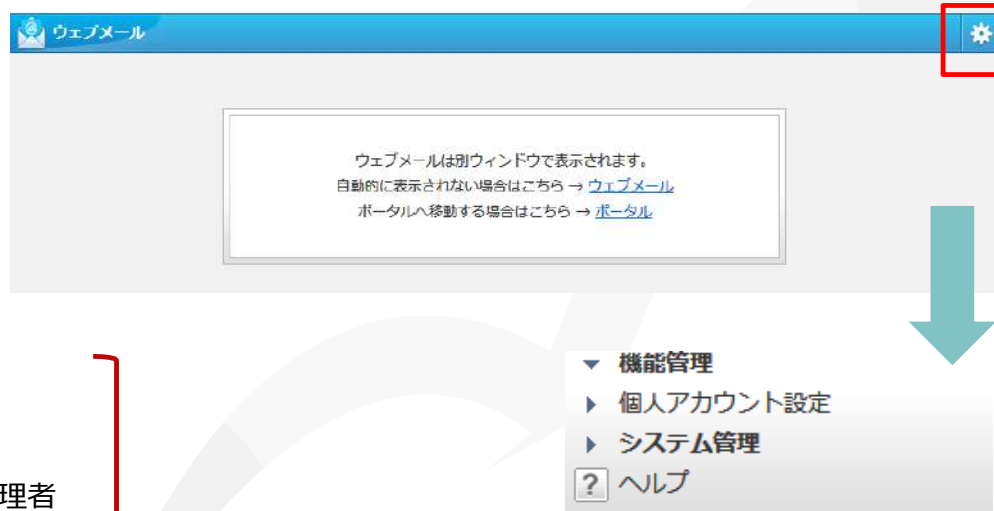 ウェブメール
ウェブメールは別ウィンドウで表示されます。
自動的に表示されない場合はこちら → ウェブメール
ポータルへ移動する場合はこちら → ポータル
機能管理
個人アカウント設定
システム管理
? ヘルプ
理者